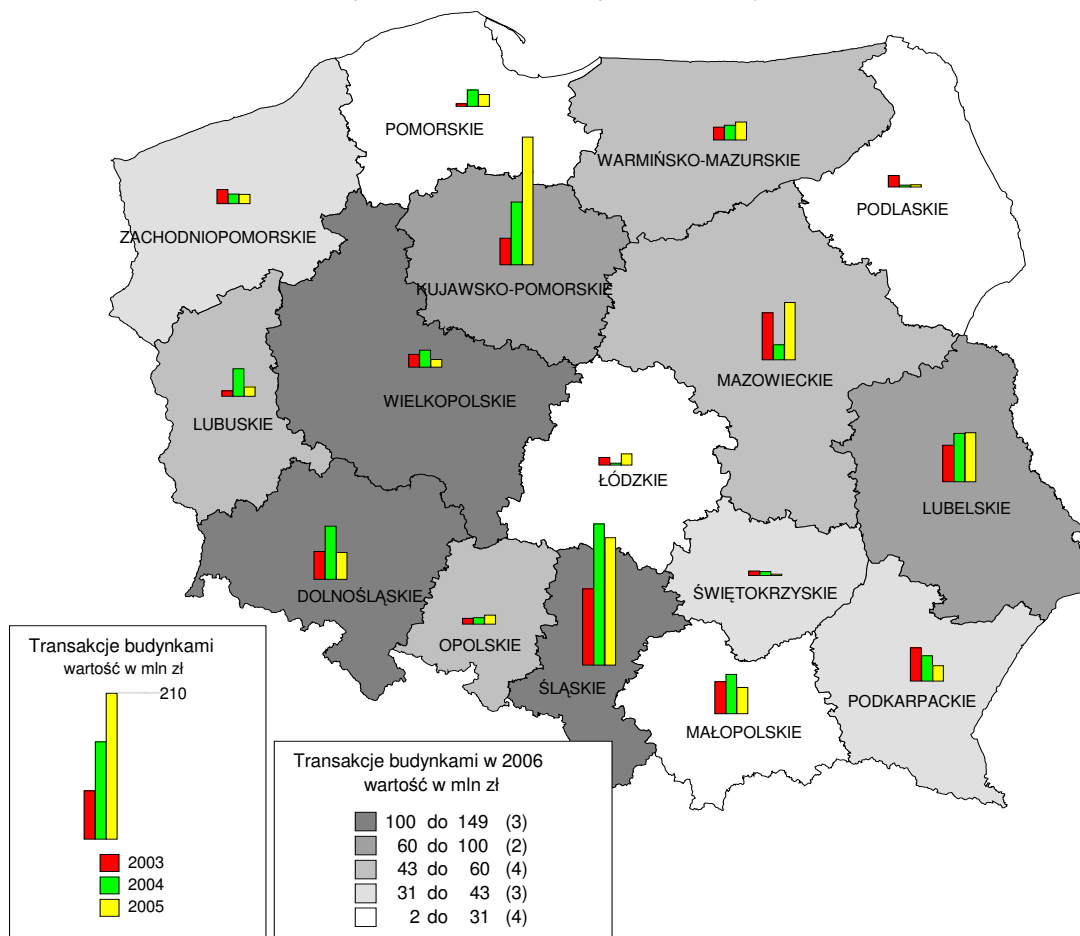 POMORSKIE
WARMIŃSKO-MAZURSKIE
PODLASKIE
ZACHODNIOPOMORSKIE
KUJAWSKO-POMORSKIE
MAZOWIECKIE
WIELKOPOLSKIE
LUBUSKIE
ŁÓDZKIE
LUBELSKIE
DOLNOŚLĄSKIE
ŚWIĘTOKRZYSKIE
OPOLSKIE
ŚLĄSKIE
PODKARPACKIE
MAŁOPOLSKIE
Transakcje budynkami
wartość w mln zł
210
2003
2004
2005
Transakcje budynkami w 2006
wartość w mln zł
100 do 149 (3)
60 do 100 (2)
43 do 60 (4)
31 do 43 (3)
2 do 31 (4)